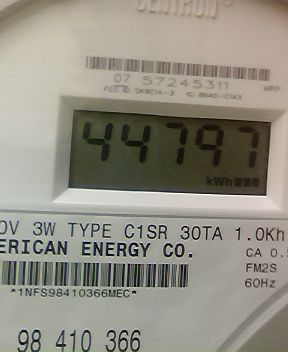 CENTRON®
07 57245311
44797
kWh
0V 3W TYPE C1SR 30TA 1.0Kh
ERICAN ENERGY CO.
CA 0.5
FM2S
60Hz
*1NFS98410366MEC*
98 410 366